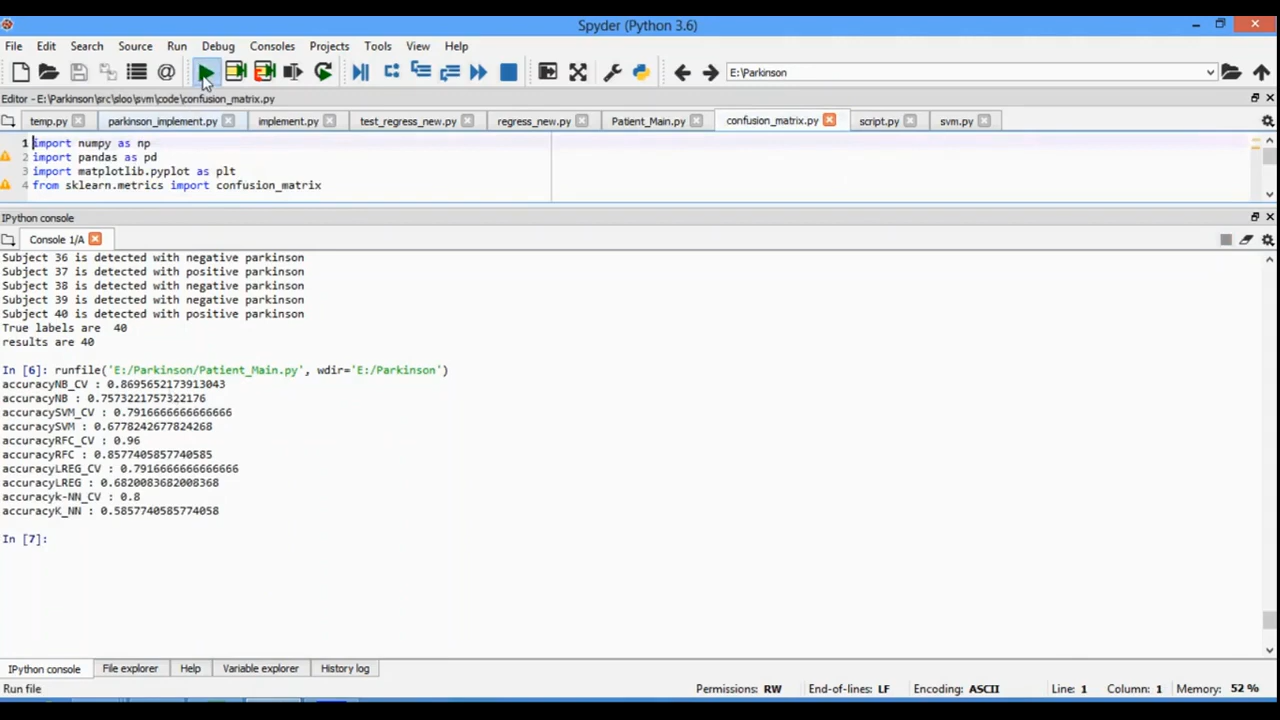 Spyder (Python 3.6)
File Edit Search Source Run Debug Consoles Projects Tools View Help
E:\Parkinson
Editor - E:\Parkinson\src\sloo\svm\code\confusion_matrix.py
temp.py parkinson_implement.py implement.py test_regress_new.py regress_new.py Patient_Main.py confusion_matrix.py script.py svm.py
1 import numpy as np
2 import pandas as pd
3 import matplotlib.pyplot as plt
4 from sklearn.metrics import confusion_matrix
IPython console
Console 1/A
Subject 36 is detected with negative parkinson
Subject 37 is detected with positive parkinson
Subject 38 is detected with negative parkinson
Subject 39 is detected with negative parkinson
Subject 40 is detected with positive parkinson
True labels are  40
results are 40
In [6]: runfile('E:/Parkinson/Patient_Main.py', wdir='E:/Parkinson')
accuracyNB_CV : 0.8695652173913043
accuracyNB : 0.7573221757322176
accuracySVM_CV : 0.7916666666666666
accuracySVM : 0.6778242677824268
accuracyRFC_CV : 0.96
accuracyRFC : 0.8577405857740585
accuracyLREG_CV : 0.7916666666666666
accuracyLREG : 0.6820083682008368
accuracyk-NN_CV : 0.8
accuracyK_NN : 0.5857740585774058
In [7]:
IPython console File explorer Help Variable explorer History log
Run file Permissions: RW End-of-lines: LF Encoding: ASCII Line: 1 Column: 1 Memory: 52 %